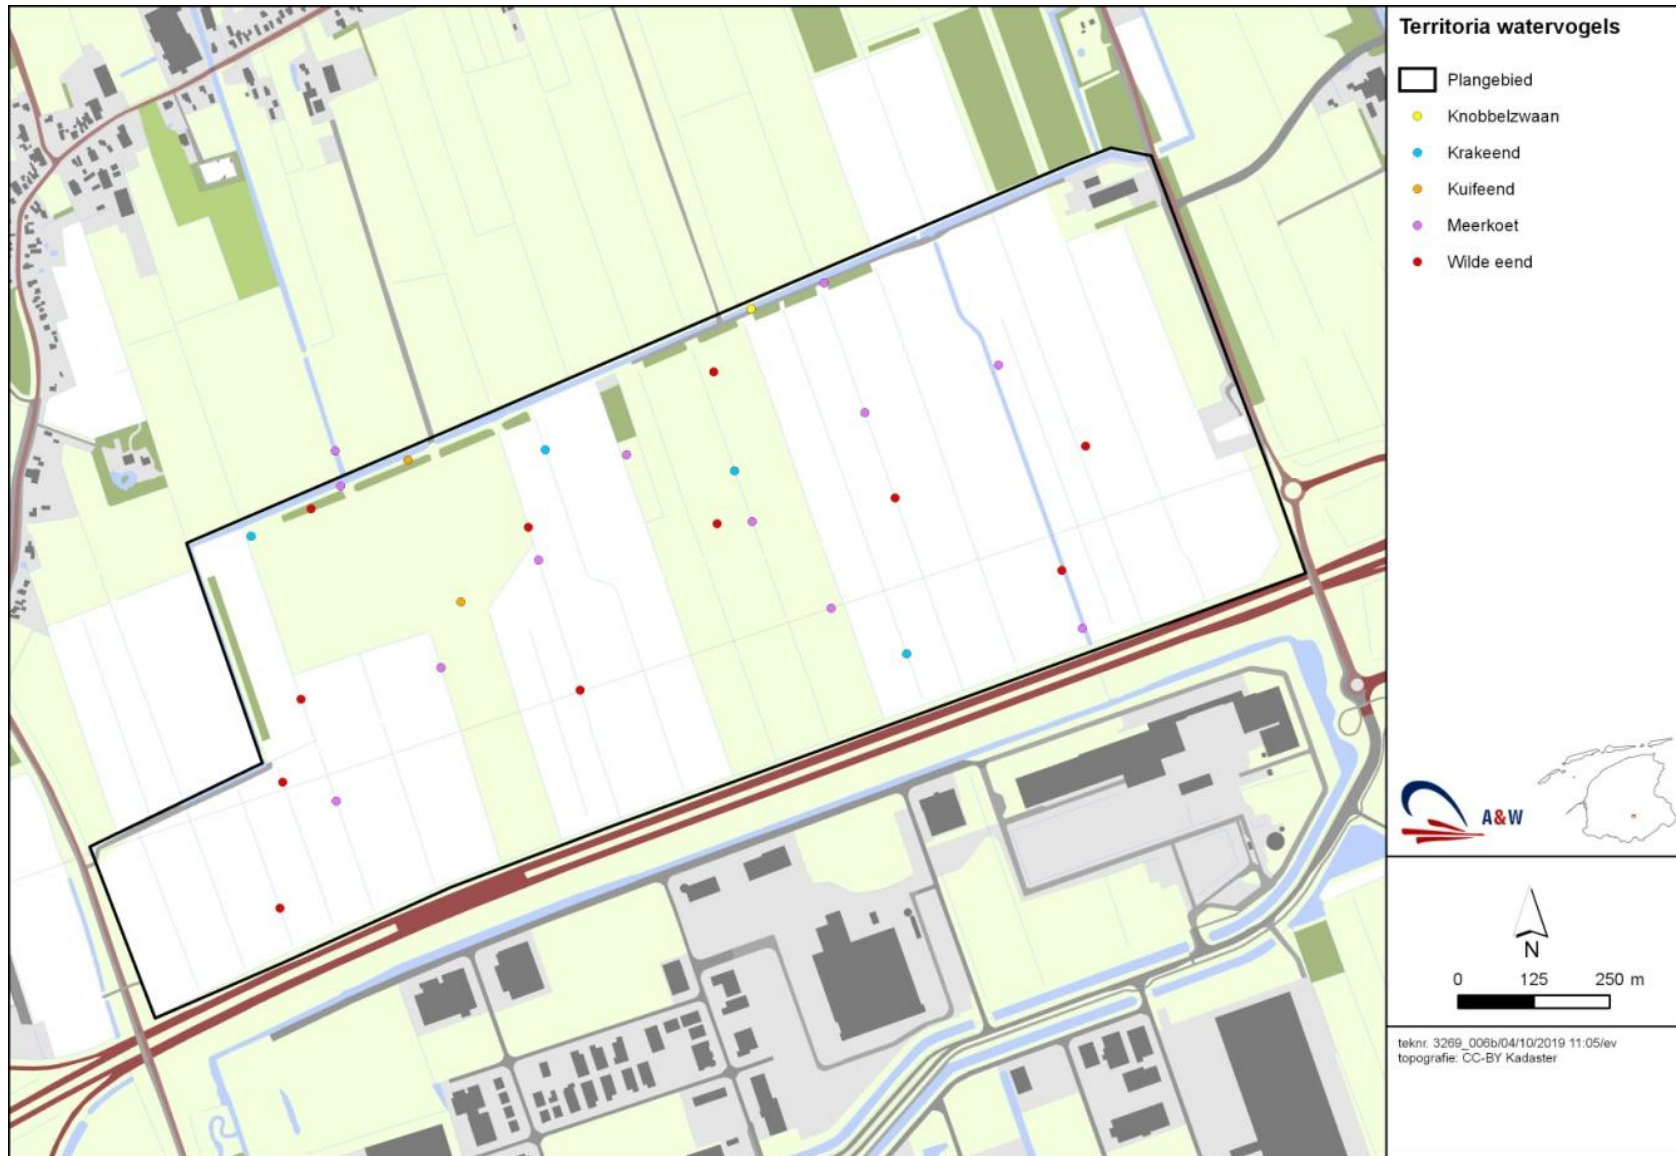 Territoria watervogels
Plangebied
Knobbelzwaan
Krakeend
Kuifeend
Meerkoet
Wilde eend
A&W
N
0 125 250 m
teknr. 3269_006b/04/10/2019 11:05/ev
topografie: CC-BY Kadaster